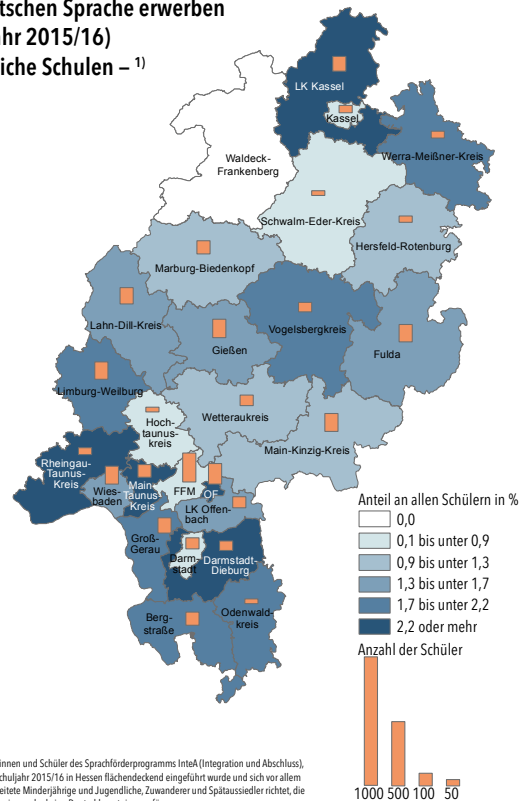 tschen Sprache erwerben
hr 2015/16)
iche Schulen – 1)
LK Kassel
Kassel
Werra-Meißner-Kreis
Waldeck-
Frankenberg
Schwalm-Eder-Kreis
Hersfeld-Rotenburg
Marburg-Biedenkopf
Lahn-Dill-Kreis
Gießen
Vogelsbergkreis
Fulda
Limburg-Weilburg
Hoch-
taunus-
kreis
Wetteraukreis
Main-Kinzig-Kreis
Rheingau-
Taunus-
Kreis
Wies-
baden
Main-
Taunus-
Kreis
FFM
OF
LK Offen-
bach
Groß-
Gerau
Darm-
stadt
Darmstadt-
Dieburg
Berg-
straße
Odenwald-
kreis
Anteil an allen Schülern in %
0,0
0,1 bis unter 0,9
0,9 bis unter 1,3
1,3 bis unter 1,7
1,7 bis unter 2,2
2,2 oder mehr
Anzahl der Schüler
1000 500 100 50
innen und Schüler des Sprachförderprogramms InteA (Integration und Abschluss),
chuljahr 2015/16 in Hessen flächendeckend eingeführt wurde und sich vor allem
eitete Minderjährige und Jugendliche, Zuwanderer und Spätaussiedler richtet, die